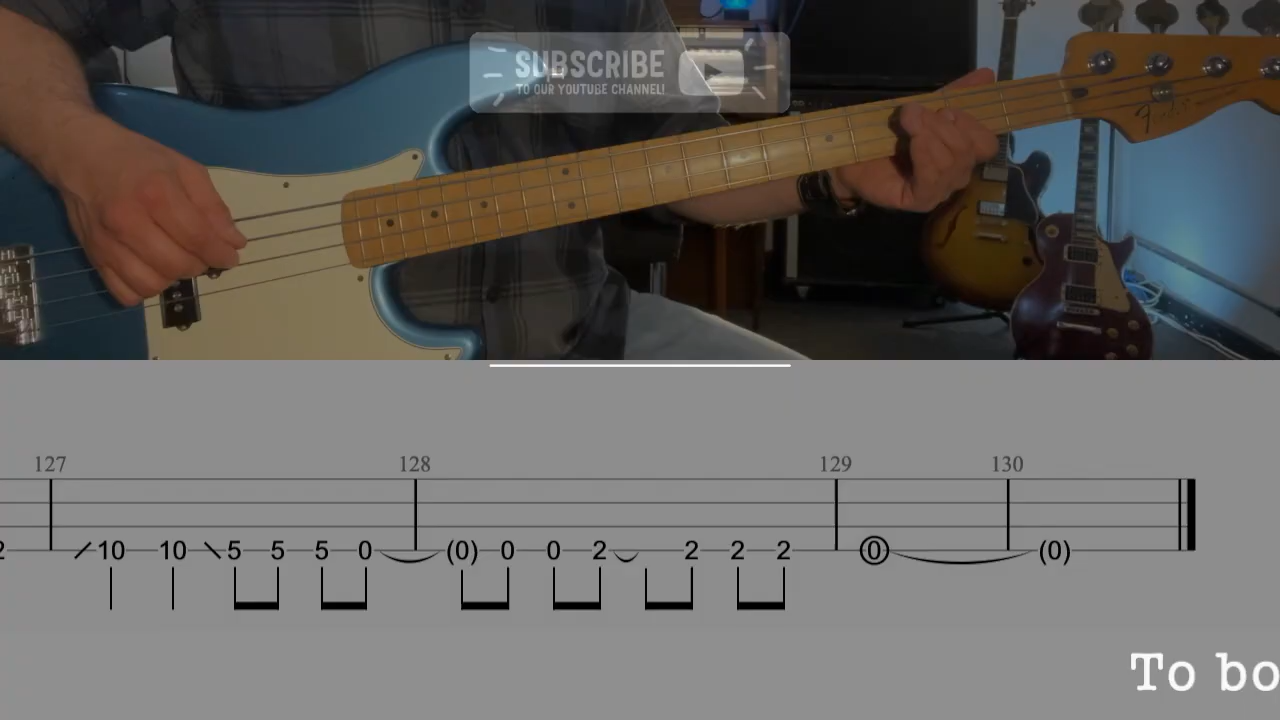 SUBSCRIBE
TO OUR YOUTUBE CHANNEL!
Fender
127 128 129 130
2 10 10 5 5 5 0 (0) 0 0 2 2 2 2 0 (0)
To bo